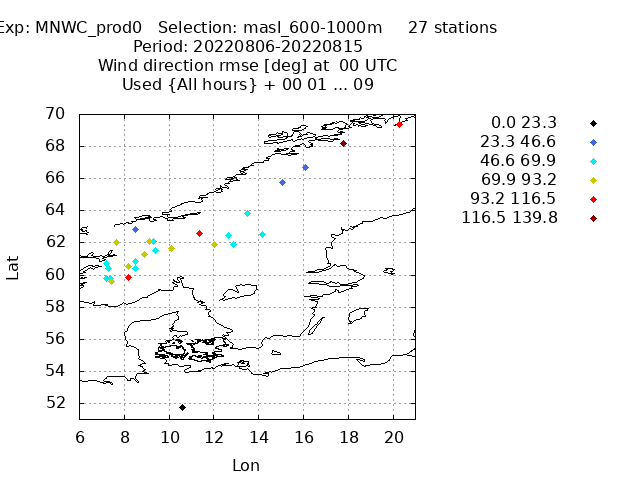 Exp: MNWC_prod0   Selection: masl_600-1000m     27 stations
Period: 20220806-20220815
Wind direction rmse [deg] at  00 UTC
Used {All hours} + 00 01 ... 09
70
68
66
64
62
60
58
56
54
52
6 8 10 12 14 16 18 20
Lat
Lon
0.0 23.3
23.3 46.6
46.6 69.9
69.9 93.2
93.2 116.5
116.5 139.8